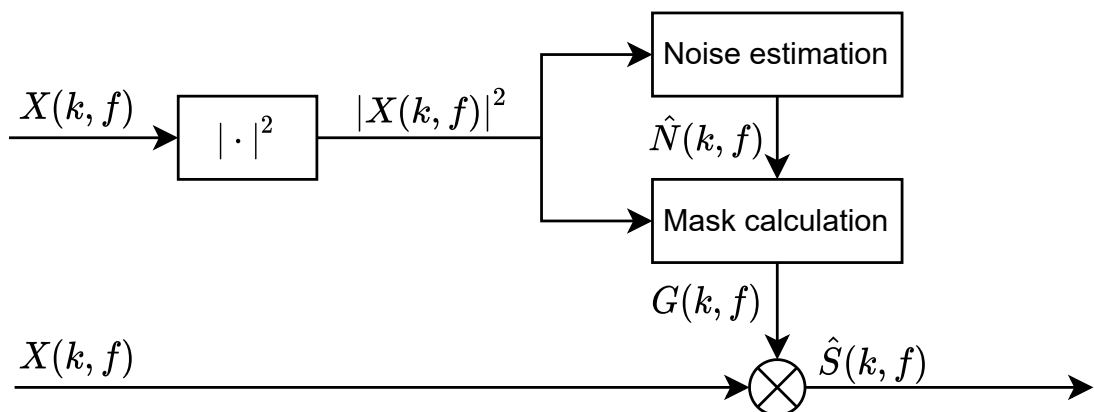 Noise estimation
X(k, f)
|X(k, f)|²
| · |²
N̂(k, f)
Mask calculation
G(k, f)
X(k, f)
Ŝ(k, f)